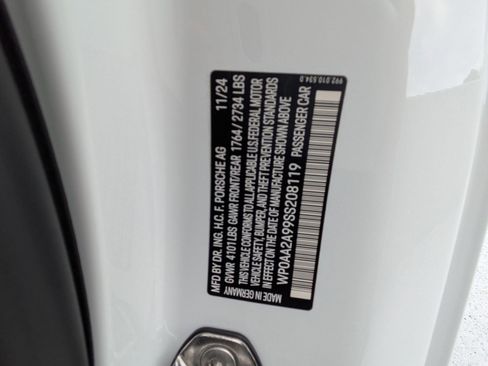 MFD BY DR. ING. H.C. F. PORSCHE AG 11/24
GVWR 4101LBS GAWR FRONT/REAR 1764/2734 LBS
THIS VEHICLE CONFORMS TO ALL APPLICABLE U.S. FEDERAL MOTOR
VEHICLE SAFETY, BUMPER, AND THEFT PREVENTION STANDARDS
IN EFFECT ON THE DATE OF MANUFACTURE SHOWN ABOVE
WP0AA2A99SS208119 PASSENGER CAR
MADE IN GERMANY
992.010.534.D